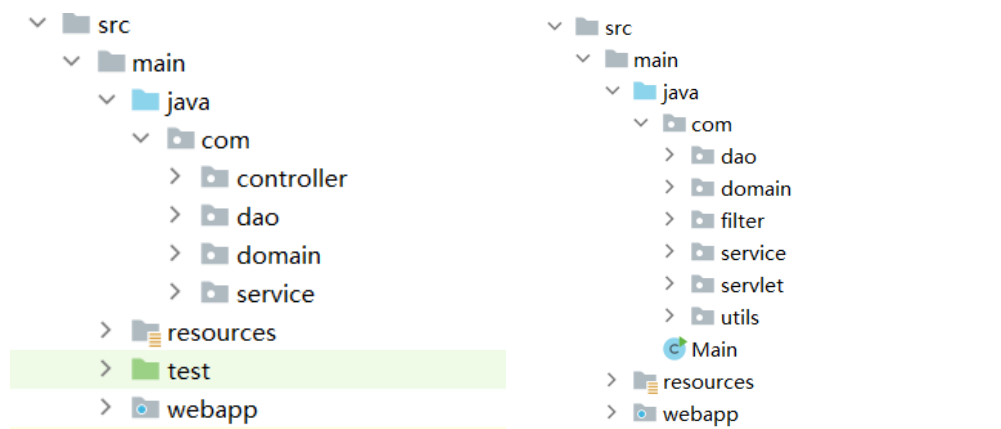 src
main
java
com
controller
dao
domain
service
resources
test
webapp
src
main
java
com
dao
domain
filter
service
servlet
utils
C Main
resources
webapp